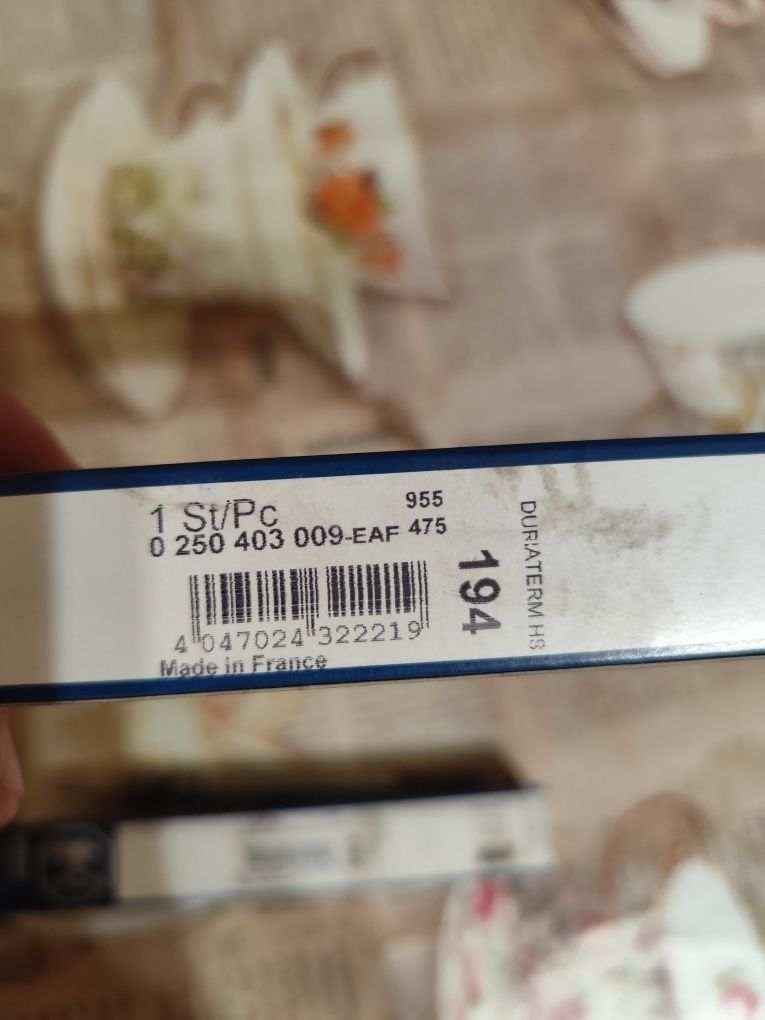 1 St/Pc
955
0 250 403 009-EAF 475
4 047024 322219
Made in France
194
DURATERM HS